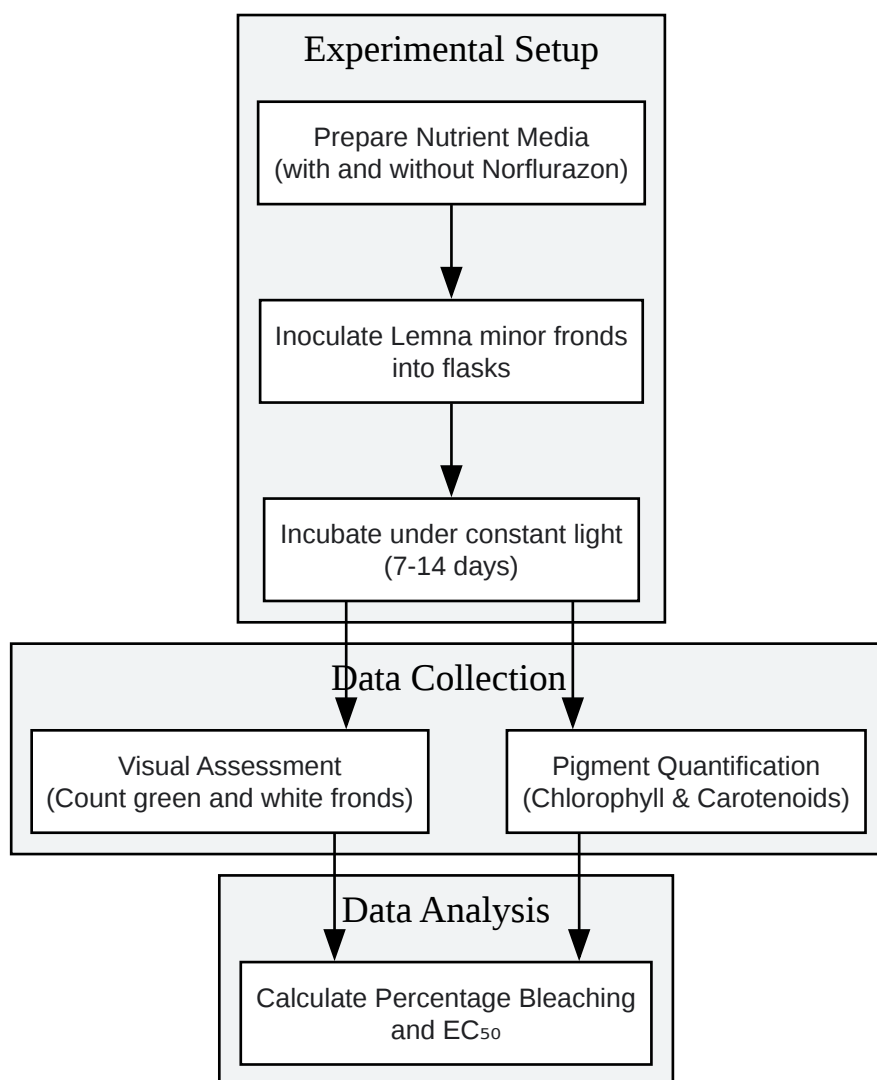 Experimental Setup
Prepare Nutrient Media
(with and without Norflurazon)
Inoculate Lemna minor fronds
into flasks
Incubate under constant light
(7-14 days)
Data Collection
Visual Assessment
(Count green and white fronds)
Pigment Quantification
(Chlorophyll & Carotenoids)
Data Analysis
Calculate Percentage Bleaching
and EC₅₀